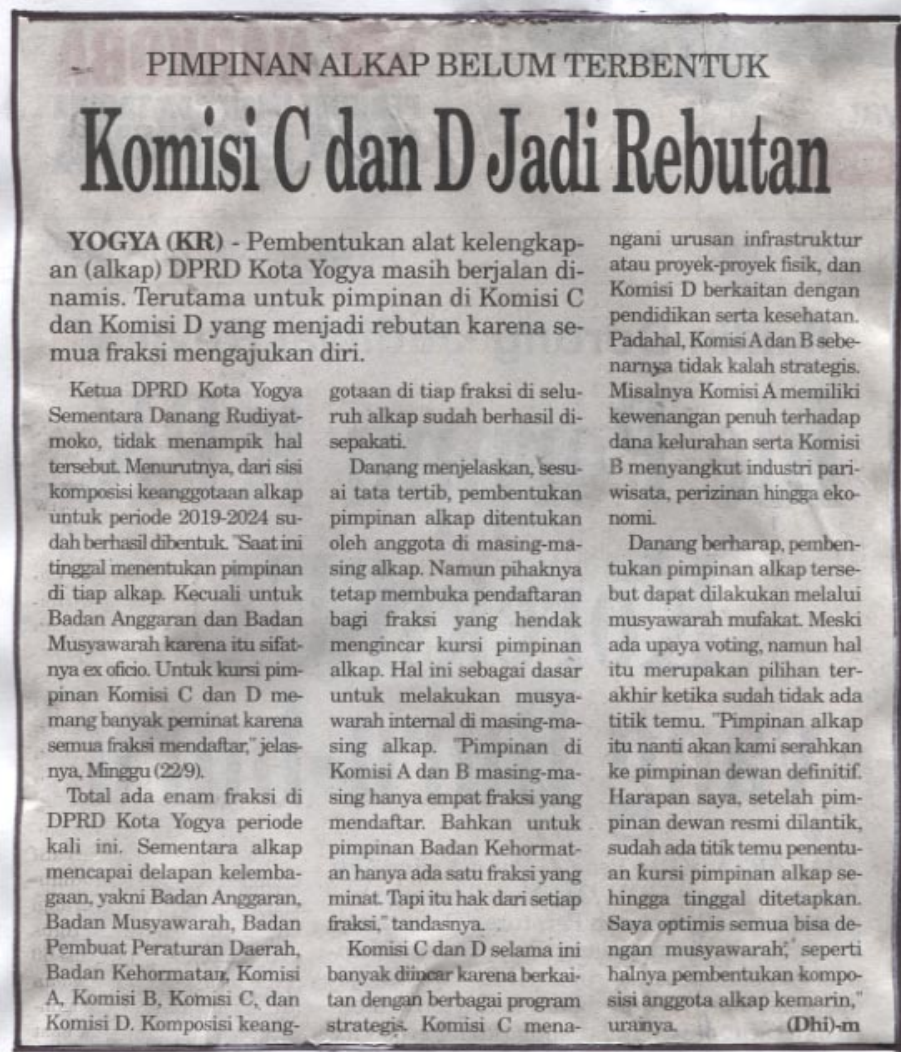 PIMPINAN ALKAP BELUM TERBENTUK
Komisi C dan D Jadi Rebutan
YOGYA (KR) - Pembentukan alat kelengkap-
an (alkap) DPRD Kota Yogya masih berjalan di-
namis. Terutama untuk pimpinan di Komisi C
dan Komisi D yang menjadi rebutan karena se-
mua fraksi mengajukan diri.
Ketua DPRD Kota Yogya
Sementara Danang Rudiyat-
moko, tidak menampik hal
tersebut. Menurutnya, dari sisi
komposisi keanggotaan alkap
untuk periode 2019-2024 su-
dah berhasil dibentuk. "Saat ini
tinggal menentukan pimpinan
di tiap alkap. Kecuali untuk
Badan Anggaran dan Badan
Musyawarah karena itu sifat-
nya ex oficio. Untuk kursi pim-
pinan Komisi C dan D me-
mang banyak peminat karena
semua fraksi mendaftar," jelas-
nya, Minggu (22/9).
Total ada enam fraksi di
DPRD Kota Yogya periode
kali ini. Sementara alkap
mencapai delapan kelemba-
gaan, yakni Badan Anggaran,
Badan Musyawarah, Badan
Pembuat Peraturan Daerah,
Badan Kehormatan, Komisi
A, Komisi B, Komisi C, dan
Komisi D. Komposisi keang-
gotaan di tiap fraksi di selu-
ruh alkap sudah berhasil di-
sepakati.
Danang menjelaskan, sesu-
ai tata tertib, pembentukan
pimpinan alkap ditentukan
oleh anggota di masing-ma-
sing alkap. Namun pihaknya
tetap membuka pendaftaran
bagi fraksi yang hendak
mengincar kursi pimpinan
alkap. Hal ini sebagai dasar
untuk melakukan musya-
warah internal di masing-ma-
sing alkap. "Pimpinan di
Komisi A dan B masing-ma-
sing hanya empat fraksi yang
mendaftar. Bahkan untuk
pimpinan Badan Kehormat-
an hanya ada satu fraksi yang
minat. Tapi itu hak dari setiap
fraksi," tandasnya.
Komisi C dan D selama ini
banyak diincar karena berkai-
tan dengan berbagai program
strategis. Komisi C mena-
ngani urusan infrastruktur
atau proyek-proyek fisik, dan
Komisi D berkaitan dengan
pendidikan serta kesehatan.
Padahal, Komisi A dan B sebe-
narnya tidak kalah strategis.
Misalnya Komisi A memiliki
kewenangan penuh terhadap
dana kelurahan serta Komisi
B menyangkut industri pari-
wisata, perizinan hingga eko-
nomi.
Danang berharap, pemben-
tukan pimpinan alkap terse-
but dapat dilakukan melalui
musyawarah mufakat. Meski
ada upaya voting, namun hal
itu merupakan pilihan ter-
akhir ketika sudah tidak ada
titik temu. "Pimpinan alkap
itu nanti akan kami serahkan
ke pimpinan dewan definitif.
Harapan saya, setelah pim-
pinan dewan resmi dilantik,
sudah ada titik temu penentu-
an kursi pimpinan alkap se-
hingga tinggal ditetapkan.
Saya optimis semua bisa de-
ngan musyawarah," seperti
halnya pembentukan kompo-
sisi anggota alkap kemarin,"
urainya. (Dhi)-m